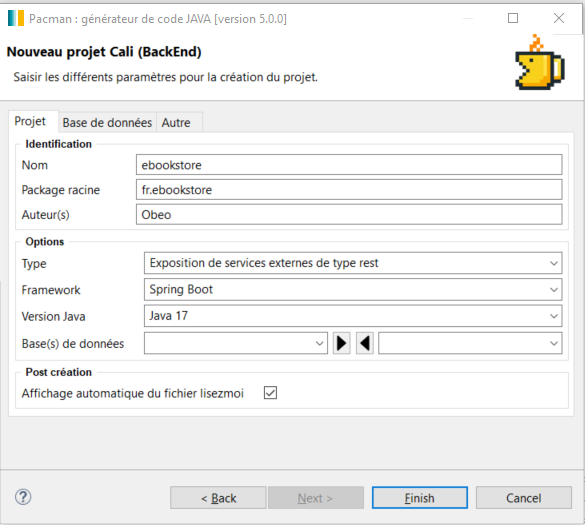 Pacman : générateur de code JAVA [version 5.0.0]
Nouveau projet Cali (BackEnd)
Saisir les différents paramètres pour la création du projet.
Projet Base de données Autre
Identification
Nom ebookstore
Package racine fr.ebookstore
Auteur(s) Obeo
Options
Type Exposition de services externes de type rest
Framework Spring Boot
Version Java Java 17
Base(s) de données
Post création
Affichage automatique du fichier lisezmoi
? < Back Next > Finish Cancel